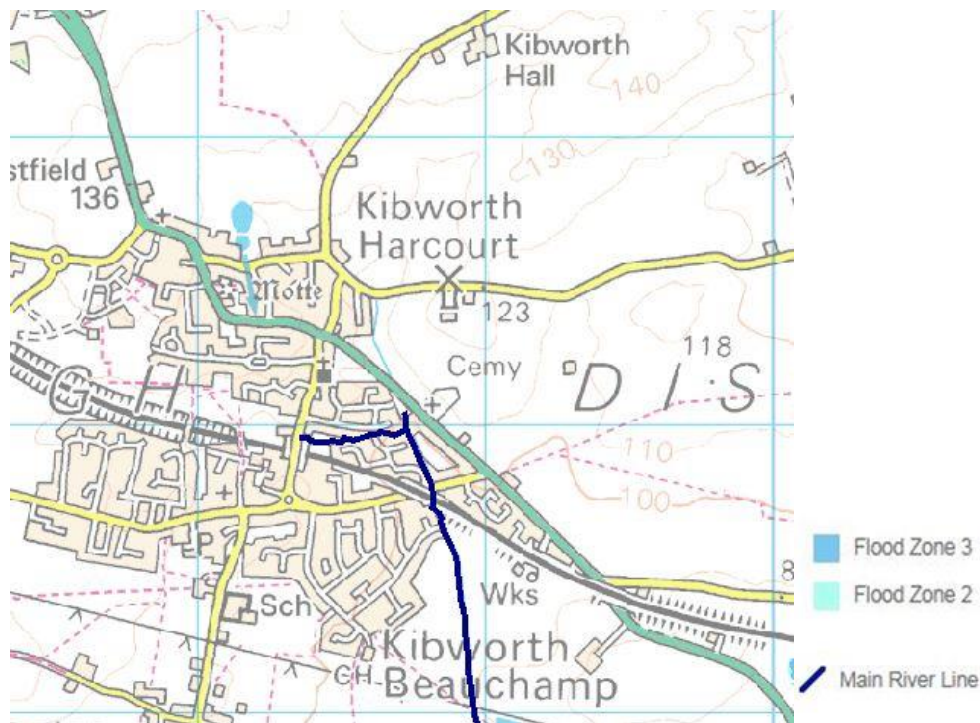 Kibworth
Hall
140
130
stfield
136
Kibworth
Harcourt
Motte
123
118
Cemy
D I S
G H
110
100
P
Sch
Wks
8
CH
Kibworth
Beauchamp
Flood Zone 3
Flood Zone 2
Main River Line